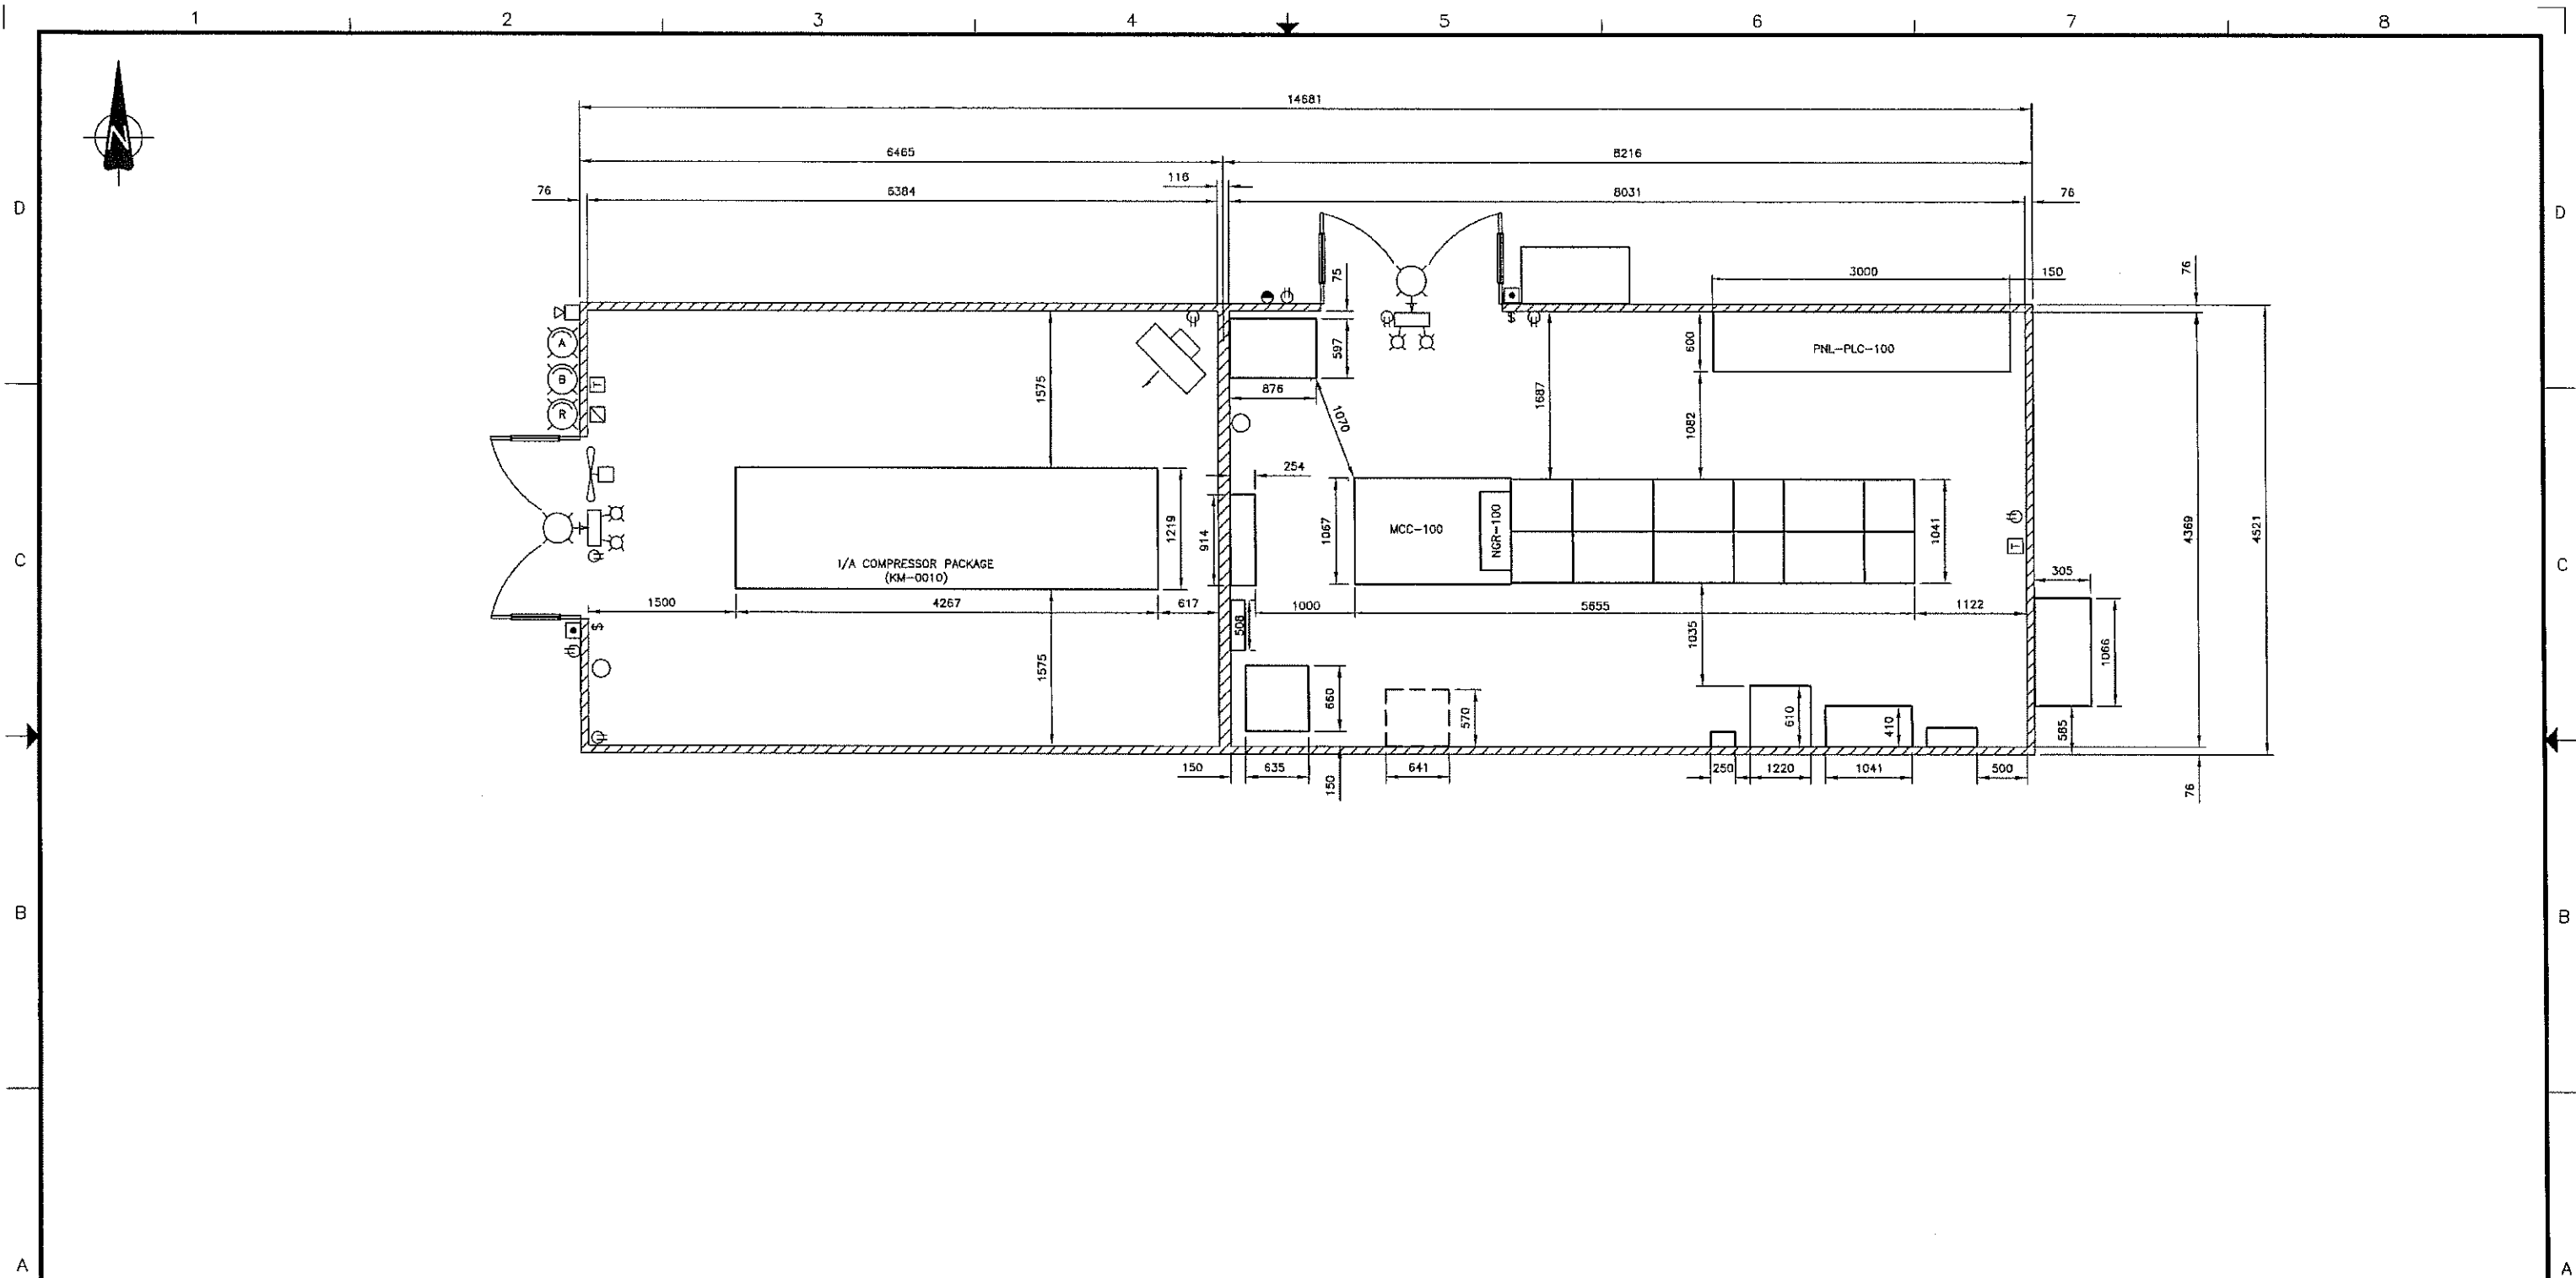 1 2 3 4 5 6 7 8
N
14681
6465 8216
116
76 6384 8031 76
D D
75 3000 150 76
A
597 600 PNL-PLC-100
B 1575 876 1687
R 1070 1082
254
914 1219 1067 MCC-100 NGR-100 1041 T 4369 4521
T
C C
I/A COMPRESSOR PACKAGE
(KM-0010)
305
1500 4267 617 1000 5655 1122
$ 508 1035 1066
1575 660 570 610 410 585
150 635 150 641 250 1220 1041 500 76
B B
A A